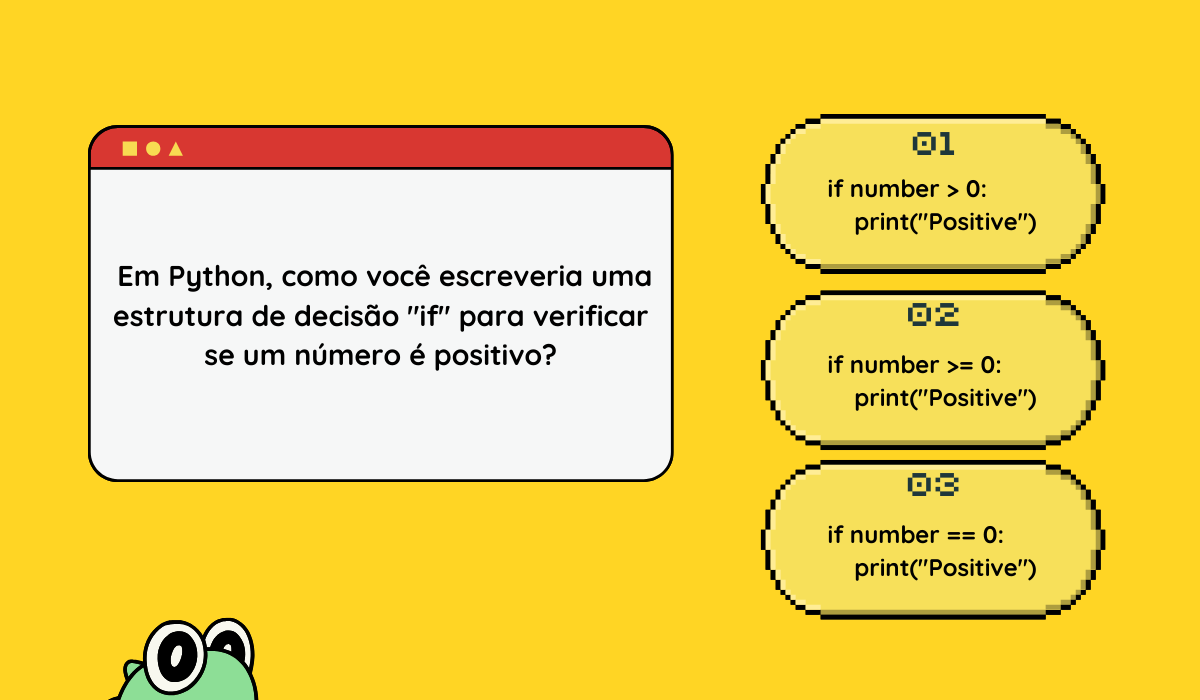 Em Python, como você escreveria uma
estrutura de decisão "if" para verificar
se um número é positivo?
01
if number > 0:
print("Positive")
02
if number >= 0:
print("Positive")
03
if number == 0:
print("Positive")